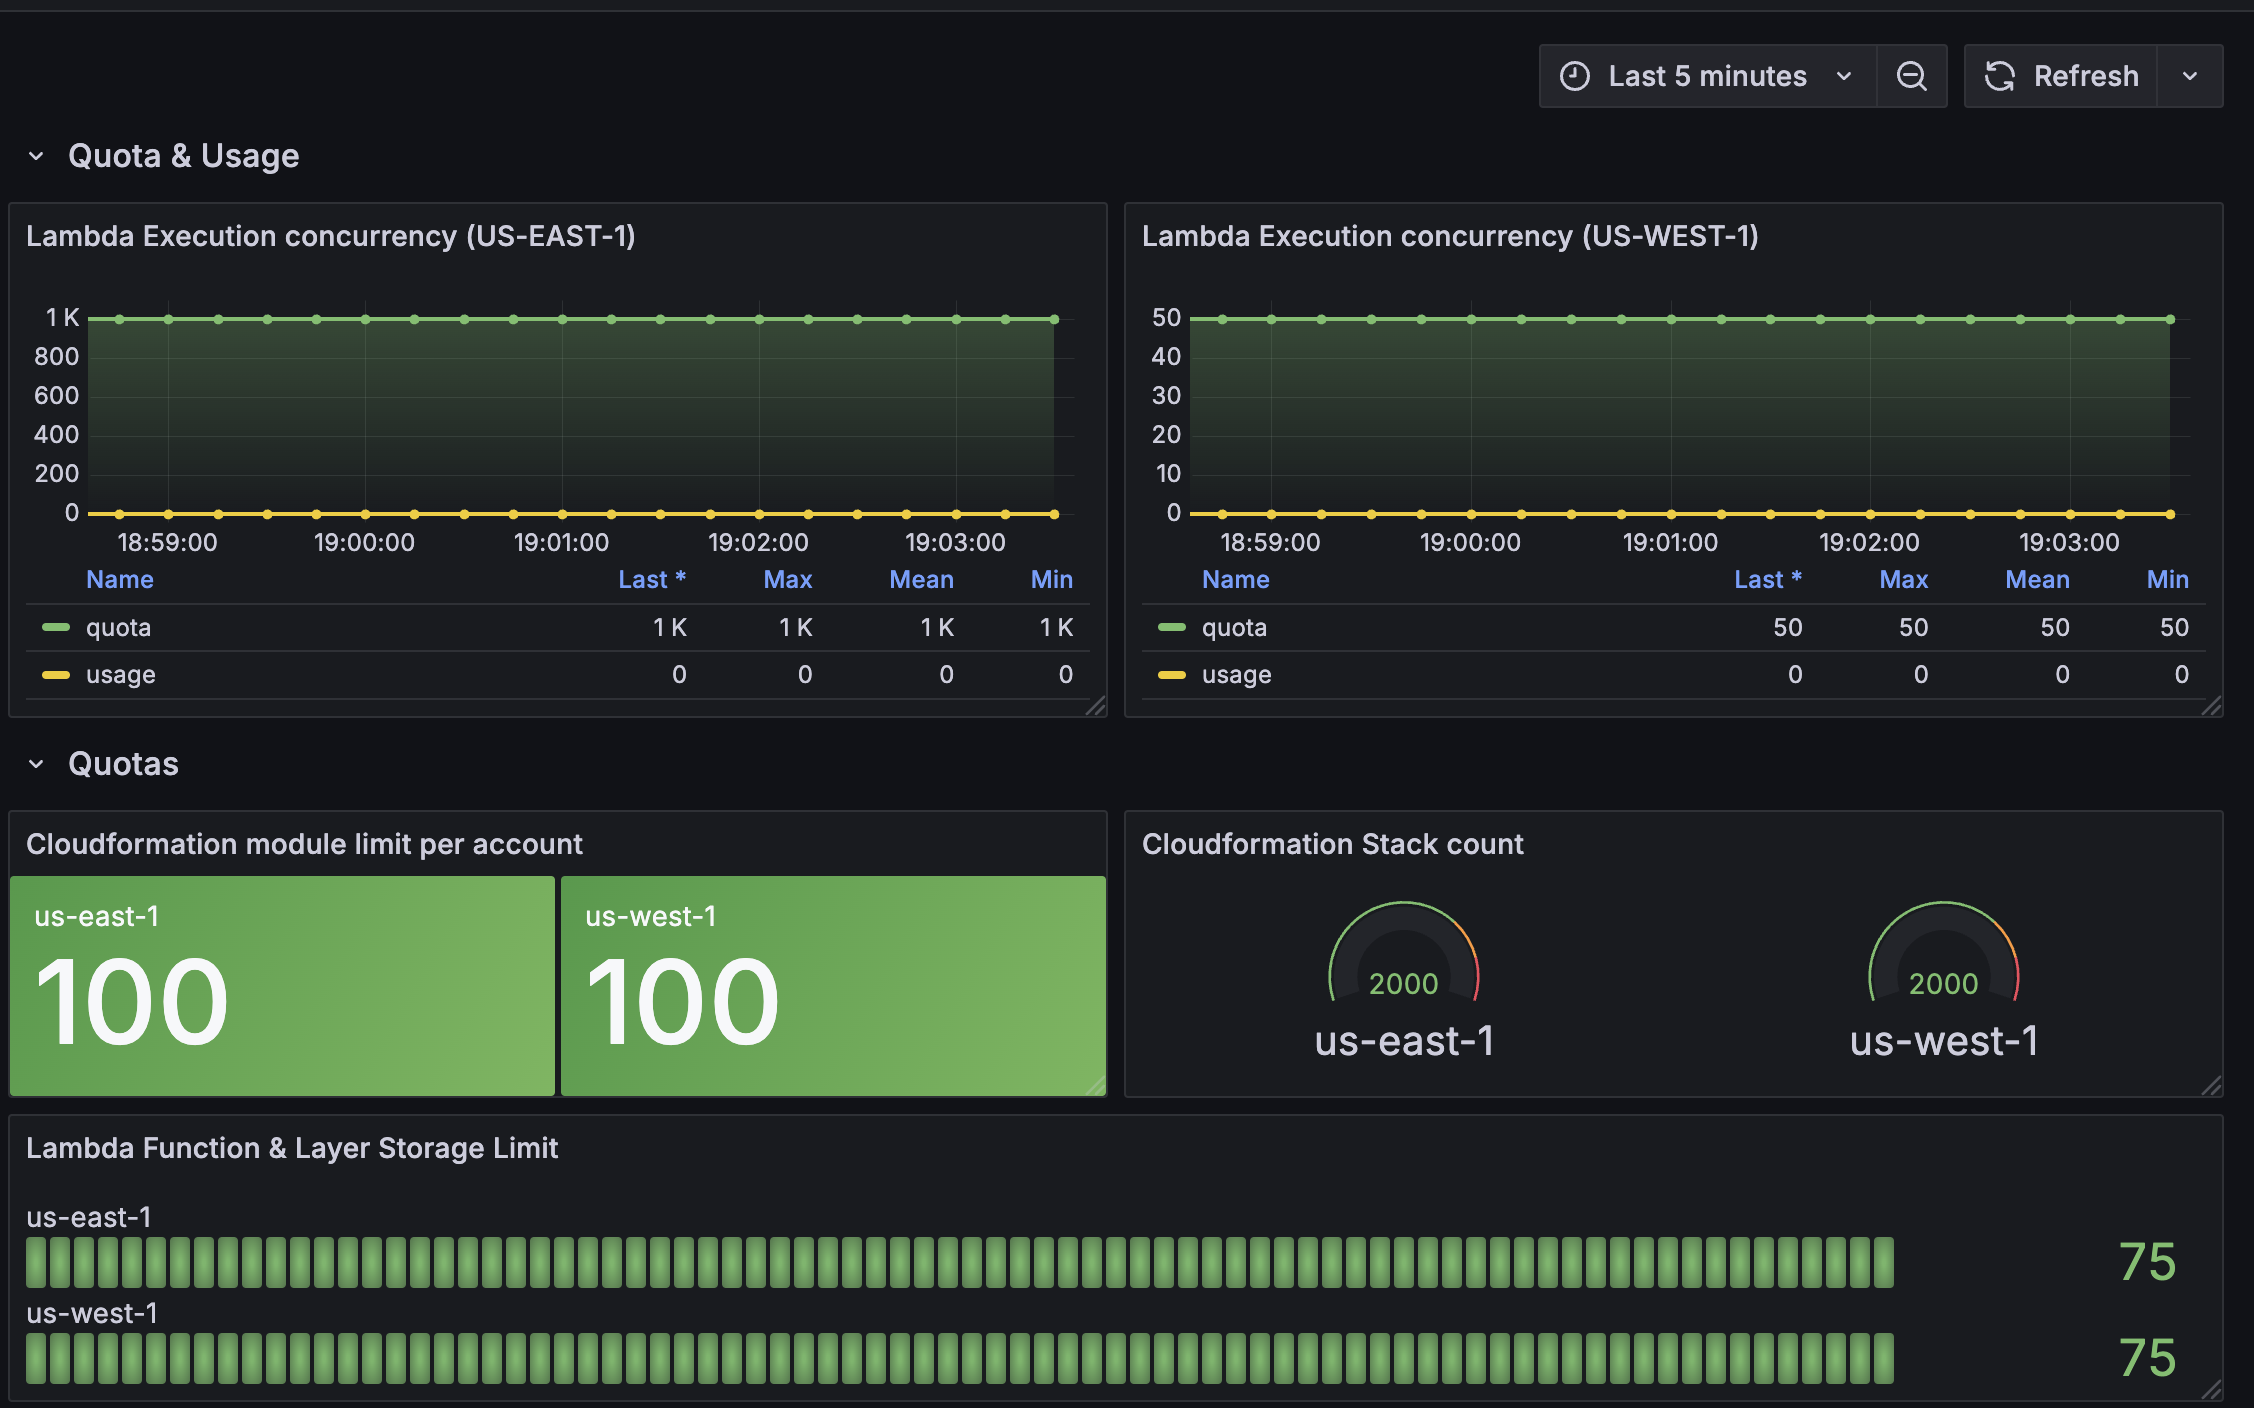 Last 5 minutes
Refresh
Quota & Usage
Lambda Execution concurrency (US-EAST-1)
1 K
800
600
400
200
0
18:59:00 19:00:00 19:01:00 19:02:00 19:03:00
Name Last * Max Mean Min
quota 1 K 1 K 1 K 1 K
usage 0 0 0 0
Lambda Execution concurrency (US-WEST-1)
50
40
30
20
10
0
18:59:00 19:00:00 19:01:00 19:02:00 19:03:00
Name Last * Max Mean Min
quota 50 50 50 50
usage 0 0 0 0
Quotas
Cloudformation module limit per account
us-east-1
100
us-west-1
100
Cloudformation Stack count
2000
us-east-1
2000
us-west-1
Lambda Function & Layer Storage Limit
us-east-1
75
us-west-1
75